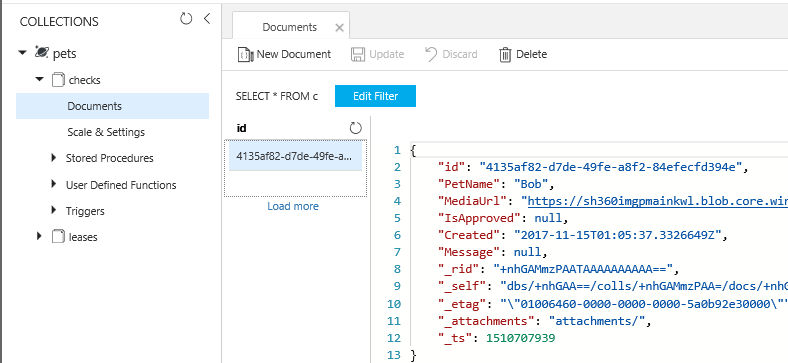 COLLECTIONS
pets
checks
Documents
Scale & Settings
Stored Procedures
User Defined Functions
Triggers
leases
Documents
New Document
Update
Discard
Delete
SELECT * FROM c
Edit Filter
id
4135af82-d7de-49fe-a...
Load more
1 {
2 "id": "4135af82-d7de-49fe-a8f2-84efecfd394e",
3 "PetName": "Bob",
4 "MediaUrl": "https://sh360imgpmainkwl.blob.core.win
5 "IsApproved": null,
6 "Created": "2017-11-15T01:05:37.3326649Z",
7 "Message": null,
8 "_rid": "+nhGAMmzPAATAAAAAAAAAA==",
9 "_self": "dbs/+nhGAA==/colls/+nhGAMmzPAA=/docs/+nhG
10 "_etag": "\"01006460-0000-0000-0000-5a0b92e30000\"'
11 "_attachments": "attachments/",
12 "_ts": 1510707939
13 }